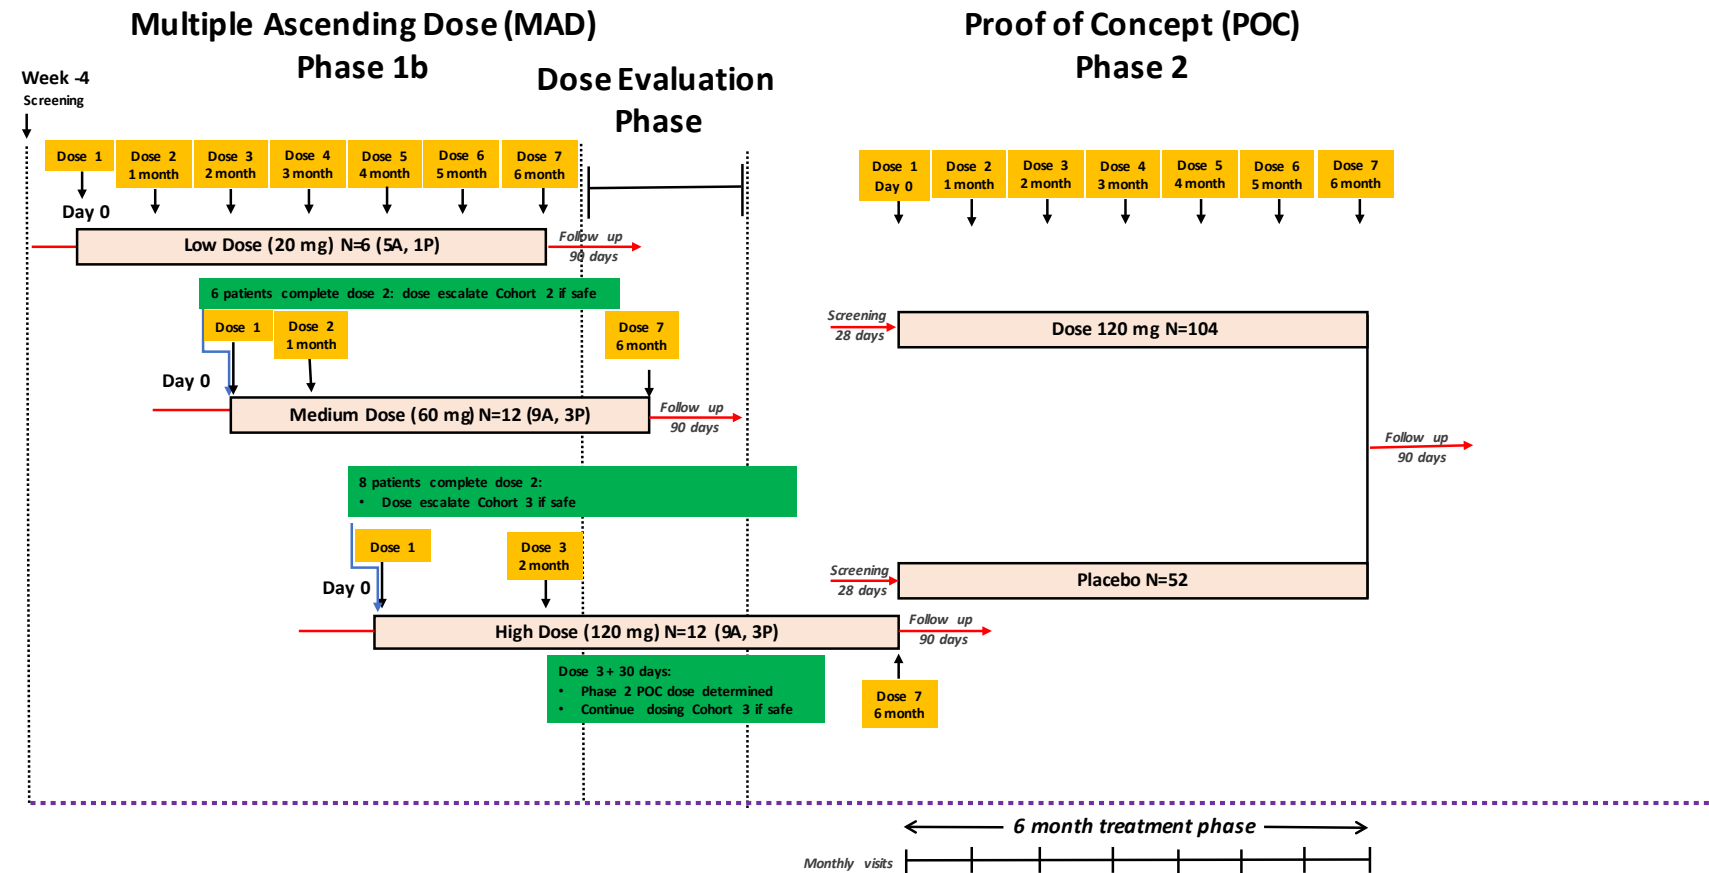 Multiple Ascending Dose (MAD)
Phase 1b
Proof of Concept (POC)
Phase 2
Dose Evaluation
Phase
Week -4
Screening
Dose 1
Dose 2
1 month
Dose 3
2 month
Dose 4
3 month
Dose 5
4 month
Dose 6
5 month
Dose 7
6 month
Day 0
Low Dose (20 mg) N=6 (5A, 1P)
Follow up
90 days
6 patients complete dose 2: dose escalate Cohort 2 if safe
Dose 1
Dose 2
1 month
Dose 7
6 month
Day 0
Medium Dose (60 mg) N=12 (9A, 3P)
Follow up
90 days
8 patients complete dose 2:
• Dose escalate Cohort 3 if safe
Dose 1
Dose 3
2 month
Day 0
High Dose (120 mg) N=12 (9A, 3P)
Follow up
90 days
Dose 3 + 30 days:
• Phase 2 POC dose determined
• Continue dosing Cohort 3 if safe
Dose 7
6 month
Dose 1
Day 0
Dose 2
1 month
Dose 3
2 month
Dose 4
3 month
Dose 5
4 month
Dose 6
5 month
Dose 7
6 month
Screening
28 days
Dose 120 mg N=104
Follow up
90 days
Screening
28 days
Placebo N=52
6 month treatment phase
Monthly visits